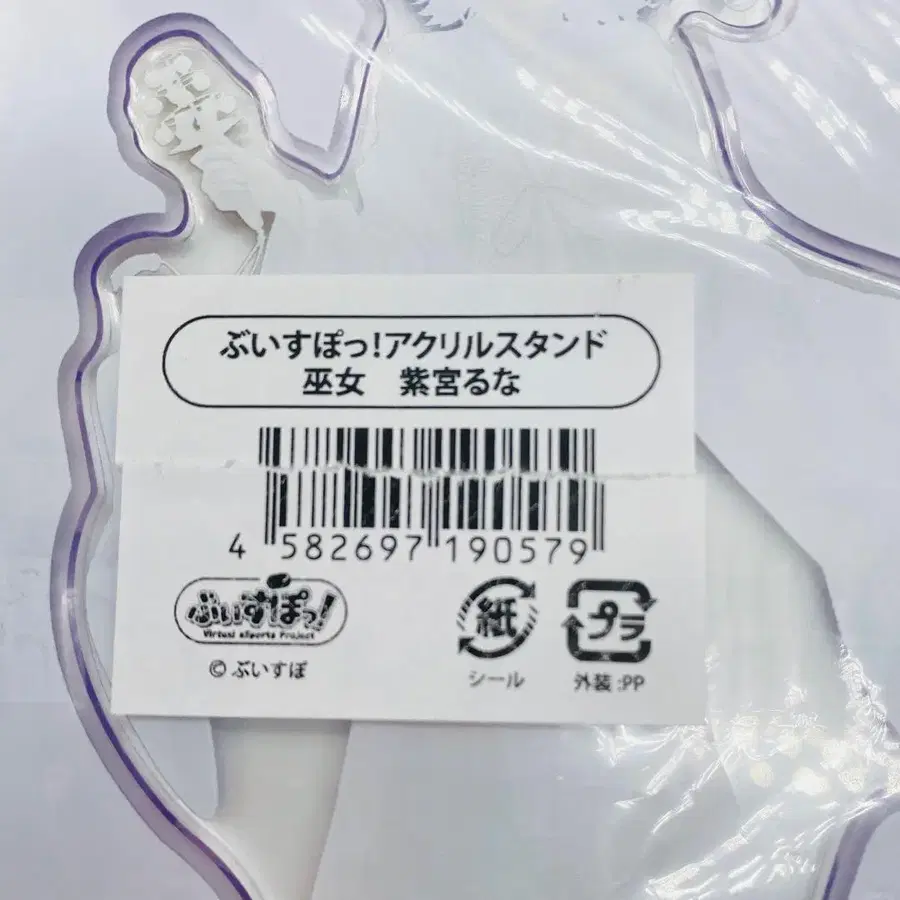 ぶいすぽっ!アクリルスタンド
巫女　紫宮るな
4 582697 190579
ぶいすぽっ!
Virtual eSports Project
© ぶいすぽ
紙
シール
プラ
外装:PP